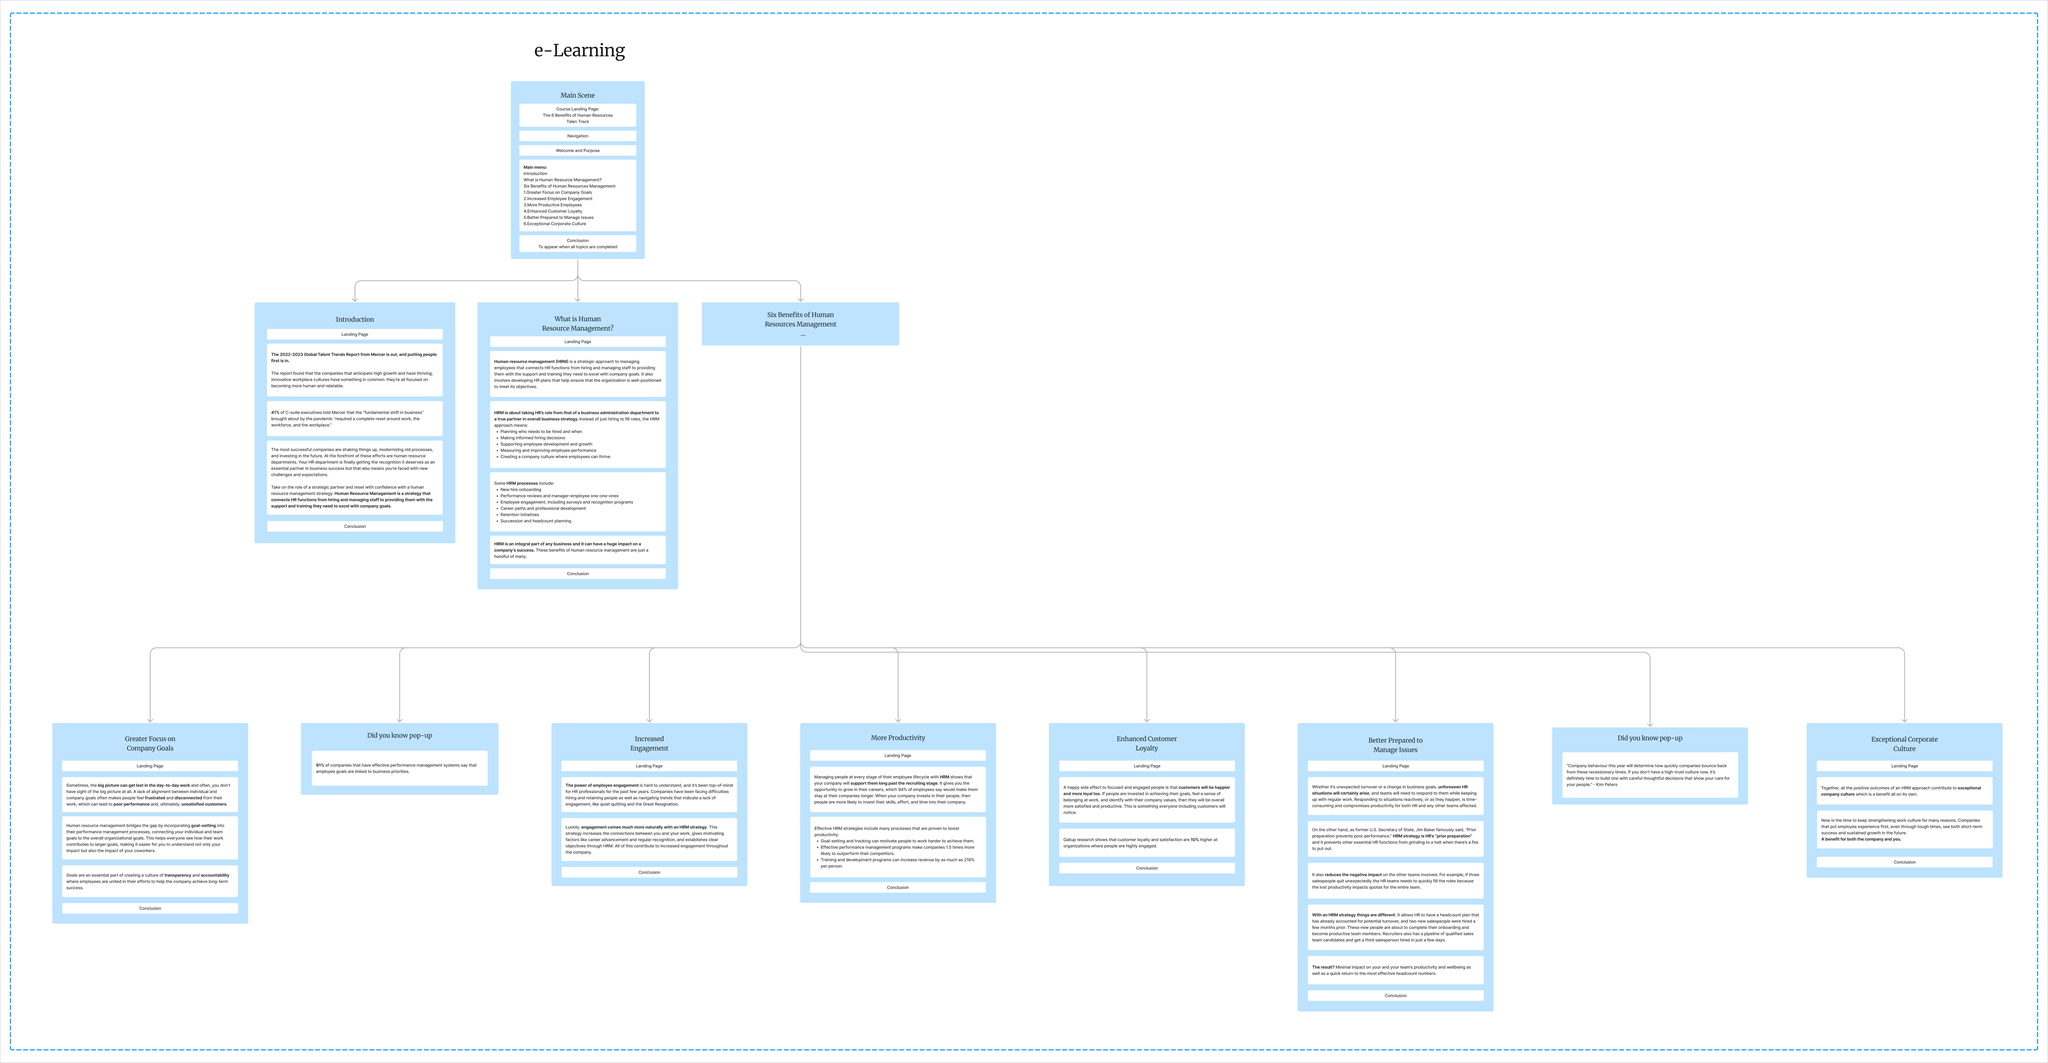 e-Learning
Main Scene
Course Landing Page:
The 6 Benefits of Human Resources
Talen Track
Navigation
Welcome and Purpose
Main menu:
Introduction
What is Human Resource Management?
Six Benefits of Human Resources Management:
1.Greater Focus on Company Goals
2.Increased Employee Engagement
3.More Productive Employees
4.Enhanced Customer Loyalty
5.Better Prepared to Manage Issues
6.Exceptional Corporate Culture
Conclusion
To appear when all topics are completed
Introduction
Landing Page
The 2022-2023 Global Talent Trends Report from Mercer is out, and putting people
first is in.
The report found that the companies that anticipate high growth and have thriving,
innovative workplace cultures have something in common: they're all focused on
becoming more human and relatable.
41% of C-suite executives told Mercer that the "fundamental shift in business"
brought about by this pandemic "required a complete reset around work, the
workforce, and the workplace."
The most successful companies are shaking things up, modernizing old processes,
and investing in the future. At the forefront of these efforts are human resource
departments. Your HR department is finally getting the recognition it deserves as an
essential partner in business success but that also means you're faced with new
challenges and expectations.
Take on the role of a strategic partner and reset with confidence with a human
resource management strategy. Human Resource Management is a strategy that
connects HR functions from hiring and managing staff to providing them with the
support and training they need to excel with company goals.
Conclusion
What is Human
Resource Management?
Landing Page
Human resource management (HRM) is a strategic approach to managing
employees that connects HR functions from hiring and managing staff to providing
them with the support and training they need to excel with company goals. It also
involves developing HR plans that help ensure that the organization is well-positioned
to meet its objectives.
HRM is about taking HR's role from that of a business administration department to
a true partner in overall business strategy. Instead of just hiring to fill roles, the HRM
approach means:
• Planning who needs to be hired and when
• Making informed hiring decisions
• Supporting employee development and growth
• Measuring and improving employee performance
• Creating a company culture where employees can thrive
Some HRM processes include:
• New hire onboarding
• Performance reviews and manager-employee one-one-ones
• Employee engagement, including surveys and recognition programs
• Career paths and professional development
• Retention initiatives
• Succession and headcount planning
HRM is an integral part of any business and it can have a huge impact on a
company's success. These benefits of human resource management are just a
handful of many.
Conclusion
Six Benefits of Human
Resources Management
...
Greater Focus on
Company Goals
Landing Page
Sometimes, the big picture can get lost in the day-to-day work and often, you don't
have sight of the big picture at all. A lack of alignment between individual and
company goals often makes people feel frustrated and disconnected from their
work, which can lead to poor performance and, ultimately, unsatisfied customers.
Human resource management bridges the gap by incorporating goal-setting into
their performance management processes, connecting your individual and team
goals to the overall organizational goals. This helps everyone see how their work
contributes to larger goals, making it easier for you to understand not only your
impact but also the impact of your coworkers.
Goals are an essential part of creating a culture of transparency and accountability
where employees are united in their efforts to help the company achieve long-term
success.
Conclusion
Did you know pop-up
91% of companies that have effective performance management systems say that
employee goals are linked to business priorities.
Increased
Engagement
Landing Page
The power of employee engagement is hard to understand, and it's been top-of-mind
for HR professionals for the past few years. Companies have been facing difficulties
hiring and retaining people as well as navigating trends that indicate a lack of
engagement, like quiet quitting and the Great Resignation.
Luckily, engagement comes much more naturally with an HRM strategy. This
strategy increases the connections between you and your work, gives motivating
factors like career advancement and regular recognition, and establishes clear
objectives through HRM. All of this contribute to increased engagement throughout
the company.
Conclusion
More Productivity
Landing Page
Managing people at every stage of their employee lifecycle with HRM shows that
your company will support them long past the recruiting stage. It gives you the
opportunity to grow in their careers, which 94% of employees say would make them
stay at their companies longer. When your company invests in their people, then
people are more likely to invest their skills, effort, and time into their company.
Effective HRM strategies include many processes that are proven to boost
productivity:
• Goal-setting and tracking can motivate people to work harder to achieve them.
• Effective performance management programs make companies 1.5 times more
likely to outperform their competitors.
• Training and development programs can increase revenue by as much as 218%
per person.
Conclusion
Enhanced Customer
Loyalty
Landing Page
A happy side effect to focused and engaged people is that customers will be happier
and more loyal too. If people are invested in achieving their goals, feel a sense of
belonging at work, and identify with their company values, then they will be overall
more satisfied and productive. This is something everyone including customers will
notice.
Gallup research shows that customer loyalty and satisfaction are 10% higher at
organizations where people are highly engaged.
Conclusion
Better Prepared to
Manage Issues
Landing Page
Whether it's unexpected turnover or a change in business goals, unforeseen HR
situations will certainly arise, and teams will need to respond to them while keeping
up with regular work. Responding to situations reactively, or as they happen, is time-
consuming and compromises productivity for both HR and any other teams affected.
On the other hand, as former U.S. Secretary of State, Jim Baker famously said, "Prior
preparation prevents poor performance." HRM strategy is HR's "prior preparation"
and it prevents other essential HR functions from grinding to a halt when there's a fire
to put out.
It also reduces the negative impact on the other teams involved. For example, if three
salespeople quit unexpectedly the HR teams needs to quickly fill the roles because
the lost productivity impacts quotas for the entire team.
With an HRM strategy things are different. It allows HR to have a headcount plan that
has already accounted for potential turnover, and two new salespeople were hired a
few months prior. These new people are about to complete their onboarding and
become productive team members. Recruiters also has a pipeline of qualified sales
team candidates and get a third salesperson hired in just a few days.
The result? Minimal impact on your and your team's productivity and wellbeing as
well as a quick return to the most effective headcount numbers.
Conclusion
Did you know pop-up
"Company behaviour this year will determine how quickly companies bounce back
from these recessionary times. If you don't have a high-trust culture now, it's
definitely time to build one with careful thoughtful decisions that show your care for
your people." - Kim Peters
Exceptional Corporate
Culture
Landing Page
Together, all the positive outcomes of an HRM approach contribute to exceptional
company culture which is a benefit all on its own.
Now is the time to keep strengthening work culture for many reasons. Companies
that put employee experience first, even through tough times, see both short-term
success and sustained growth in the future.
A benefit for both the company and you.
Conclusion